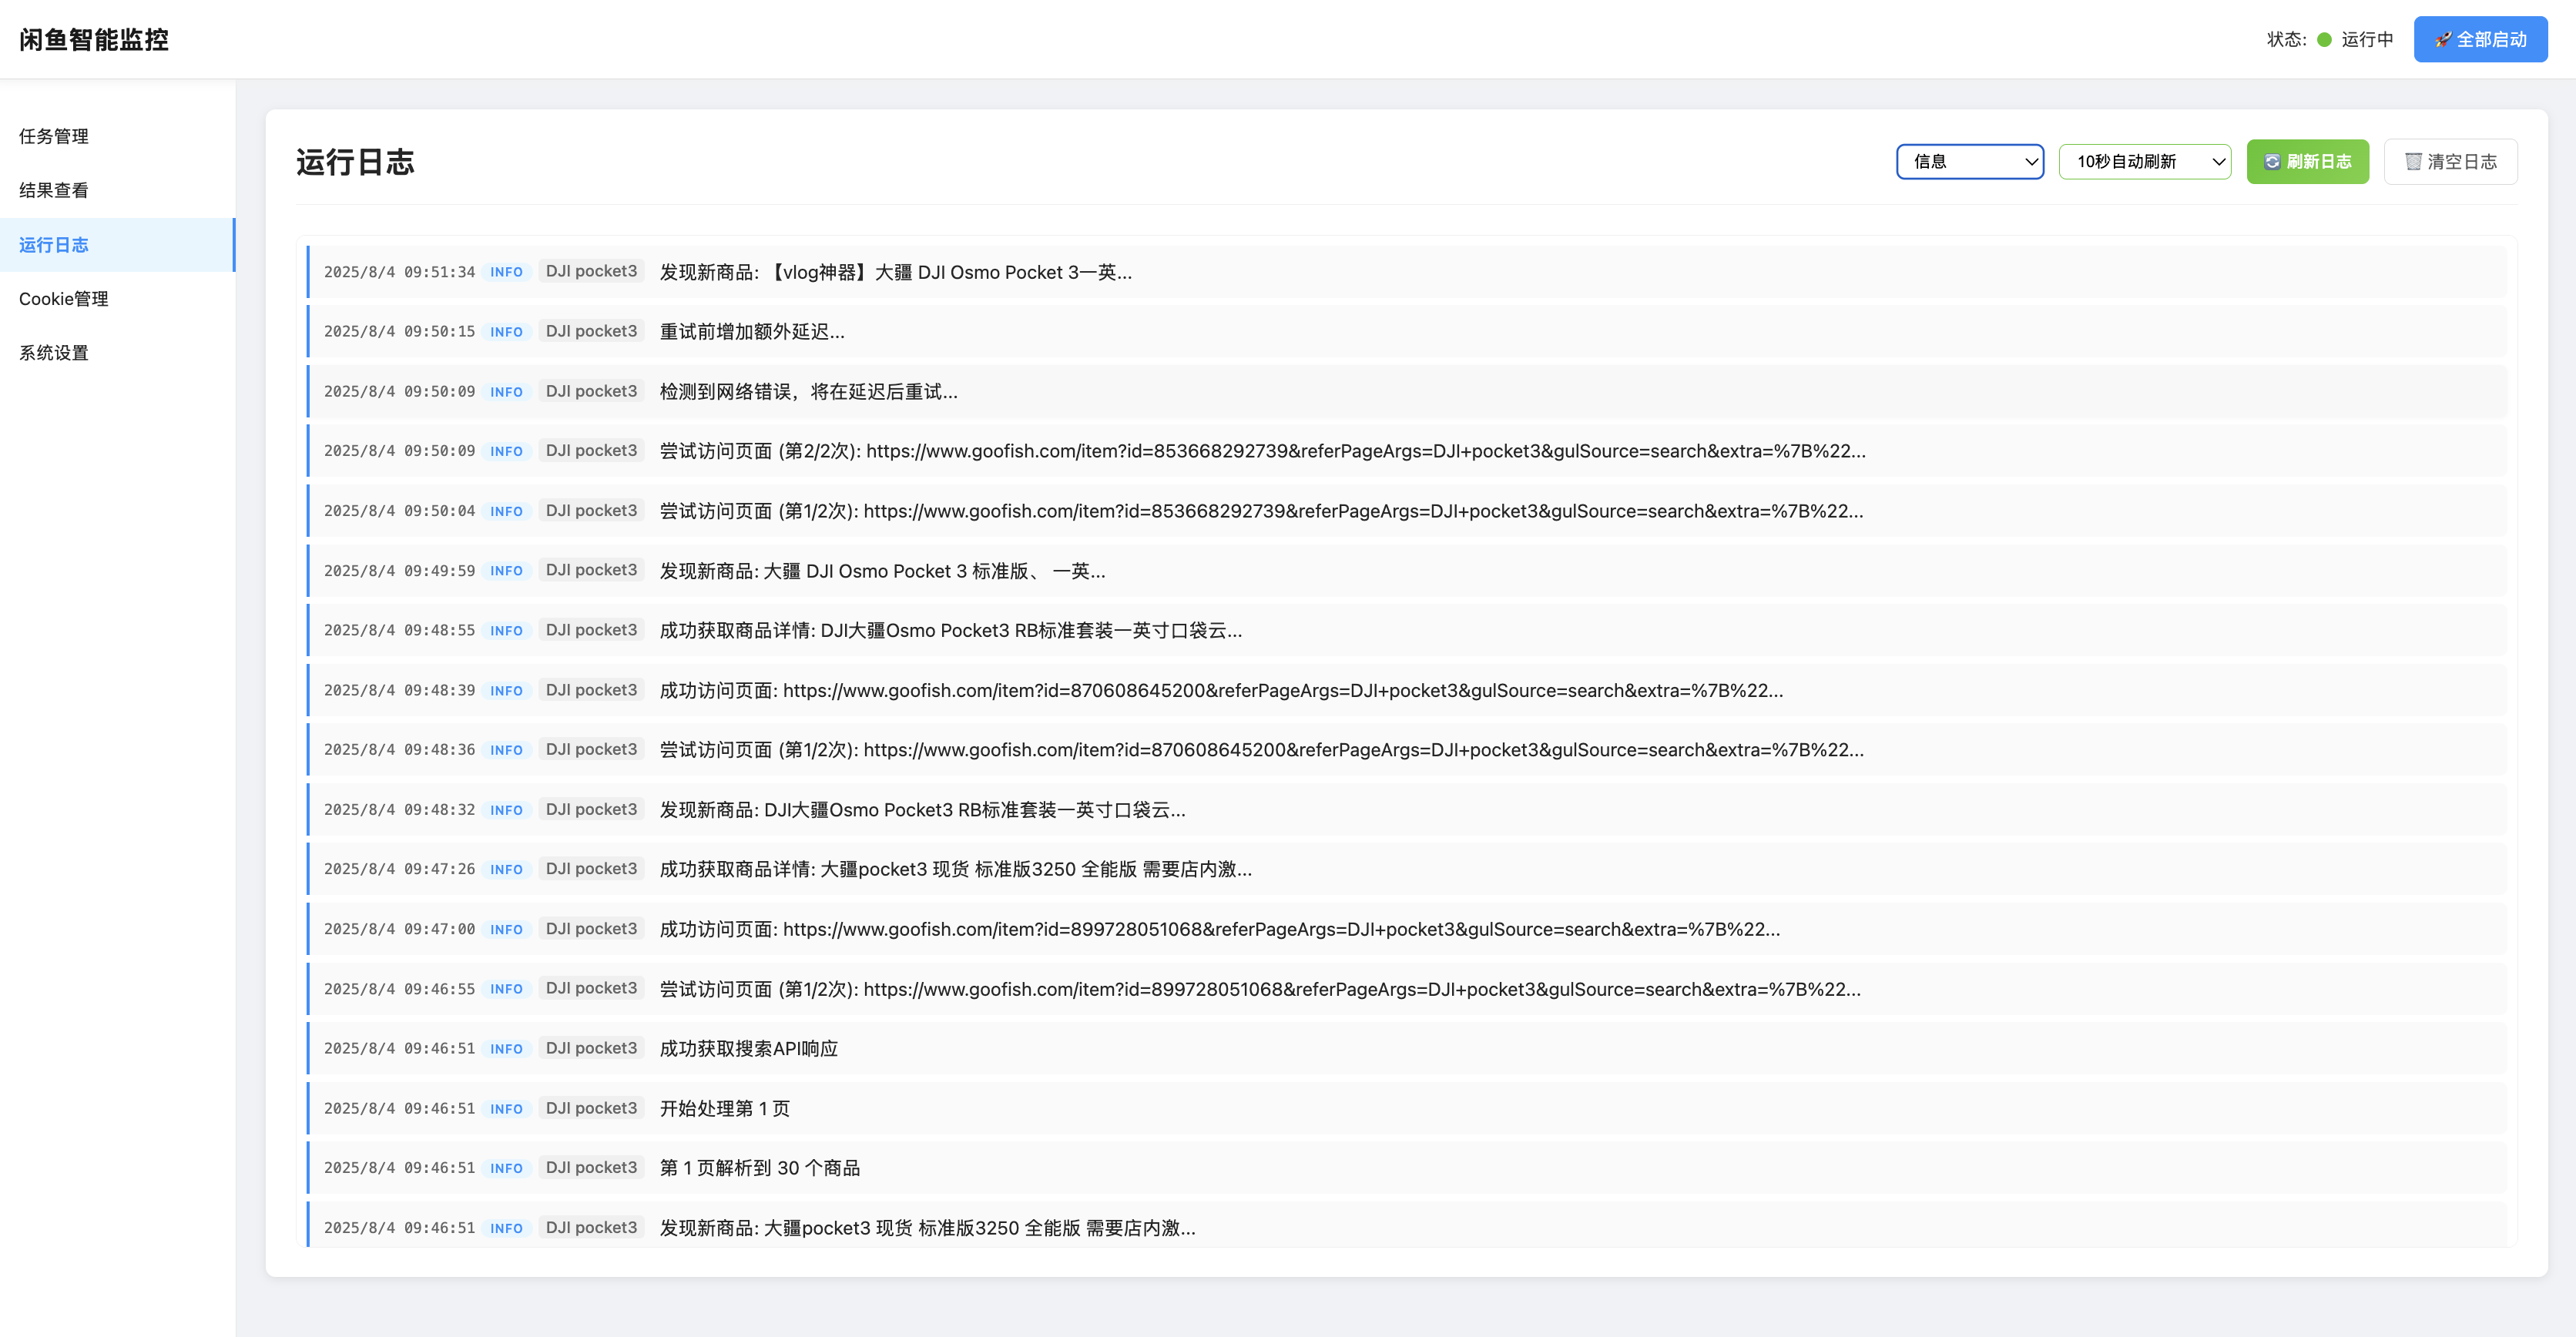 闲鱼智能监控
状态: 运行中 🚀 全部启动
任务管理
结果查看
运行日志
Cookie管理
系统设置
运行日志
信息 10秒自动刷新 🔄 刷新日志 🗑️ 清空日志
2025/8/4 09:51:34 INFO DJI pocket3 发现新商品: 【vlog神器】大疆 DJI Osmo Pocket 3一英...
2025/8/4 09:50:15 INFO DJI pocket3 重试前增加额外延迟...
2025/8/4 09:50:09 INFO DJI pocket3 检测到网络错误，将在延迟后重试...
2025/8/4 09:50:09 INFO DJI pocket3 尝试访问页面 (第2/2次): https://www.goofish.com/item?id=853668292739&referPageArgs=DJI+pocket3&gulSource=search&extra=%7B%22...
2025/8/4 09:50:04 INFO DJI pocket3 尝试访问页面 (第1/2次): https://www.goofish.com/item?id=853668292739&referPageArgs=DJI+pocket3&gulSource=search&extra=%7B%22...
2025/8/4 09:49:59 INFO DJI pocket3 发现新商品: 大疆 DJI Osmo Pocket 3 标准版、 一英...
2025/8/4 09:48:55 INFO DJI pocket3 成功获取商品详情: DJI大疆Osmo Pocket3 RB标准套装一英寸口袋云...
2025/8/4 09:48:39 INFO DJI pocket3 成功访问页面: https://www.goofish.com/item?id=870608645200&referPageArgs=DJI+pocket3&gulSource=search&extra=%7B%22...
2025/8/4 09:48:36 INFO DJI pocket3 尝试访问页面 (第1/2次): https://www.goofish.com/item?id=870608645200&referPageArgs=DJI+pocket3&gulSource=search&extra=%7B%22...
2025/8/4 09:48:32 INFO DJI pocket3 发现新商品: DJI大疆Osmo Pocket3 RB标准套装一英寸口袋云...
2025/8/4 09:47:26 INFO DJI pocket3 成功获取商品详情: 大疆pocket3 现货 标准版3250 全能版 需要店内激...
2025/8/4 09:47:00 INFO DJI pocket3 成功访问页面: https://www.goofish.com/item?id=899728051068&referPageArgs=DJI+pocket3&gulSource=search&extra=%7B%22...
2025/8/4 09:46:55 INFO DJI pocket3 尝试访问页面 (第1/2次): https://www.goofish.com/item?id=899728051068&referPageArgs=DJI+pocket3&gulSource=search&extra=%7B%22...
2025/8/4 09:46:51 INFO DJI pocket3 成功获取搜索API响应
2025/8/4 09:46:51 INFO DJI pocket3 开始处理第 1 页
2025/8/4 09:46:51 INFO DJI pocket3 第 1 页解析到 30 个商品
2025/8/4 09:46:51 INFO DJI pocket3 发现新商品: 大疆pocket3 现货 标准版3250 全能版 需要店内激...